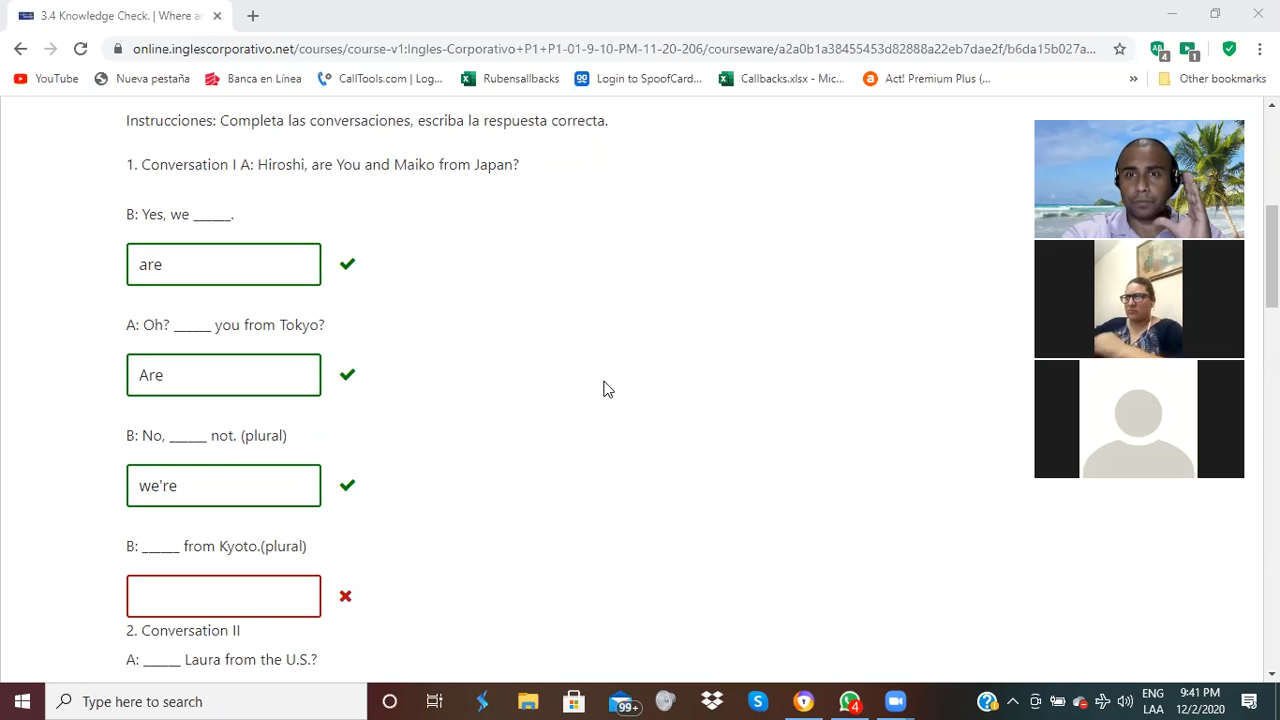 3.4 Knowledge Check. | Where ar
online.inglescorporativo.net/courses/course-v1:Ingles-Corporativo+P1+P1-01-9-10-PM-11-20-206/courseware/a2a0b1a38455453d82888a22eb7dae2f/b6da15b027a...
4
1
YouTube
Nueva pestaña
Banca en Línea
CallTools.com | Log...
Rubensallbacks
Login to SpoofCard...
Callbacks.xlsx - Mic...
Act! Premium Plus (...
»
Other bookmarks
Instrucciones: Completa las conversaciones, escriba la respuesta correcta.
1. Conversation I A: Hiroshi, are You and Maiko from Japan?
B: Yes, we ______.
are
A: Oh? ______ you from Tokyo?
Are
B: No, ______ not. (plural)
we're
B: ______ from Kyoto.(plural)
2. Conversation II
A: ______ Laura from the U.S.?
Type here to search
99+
4
ENG
LAA
9:41 PM
12/2/2020